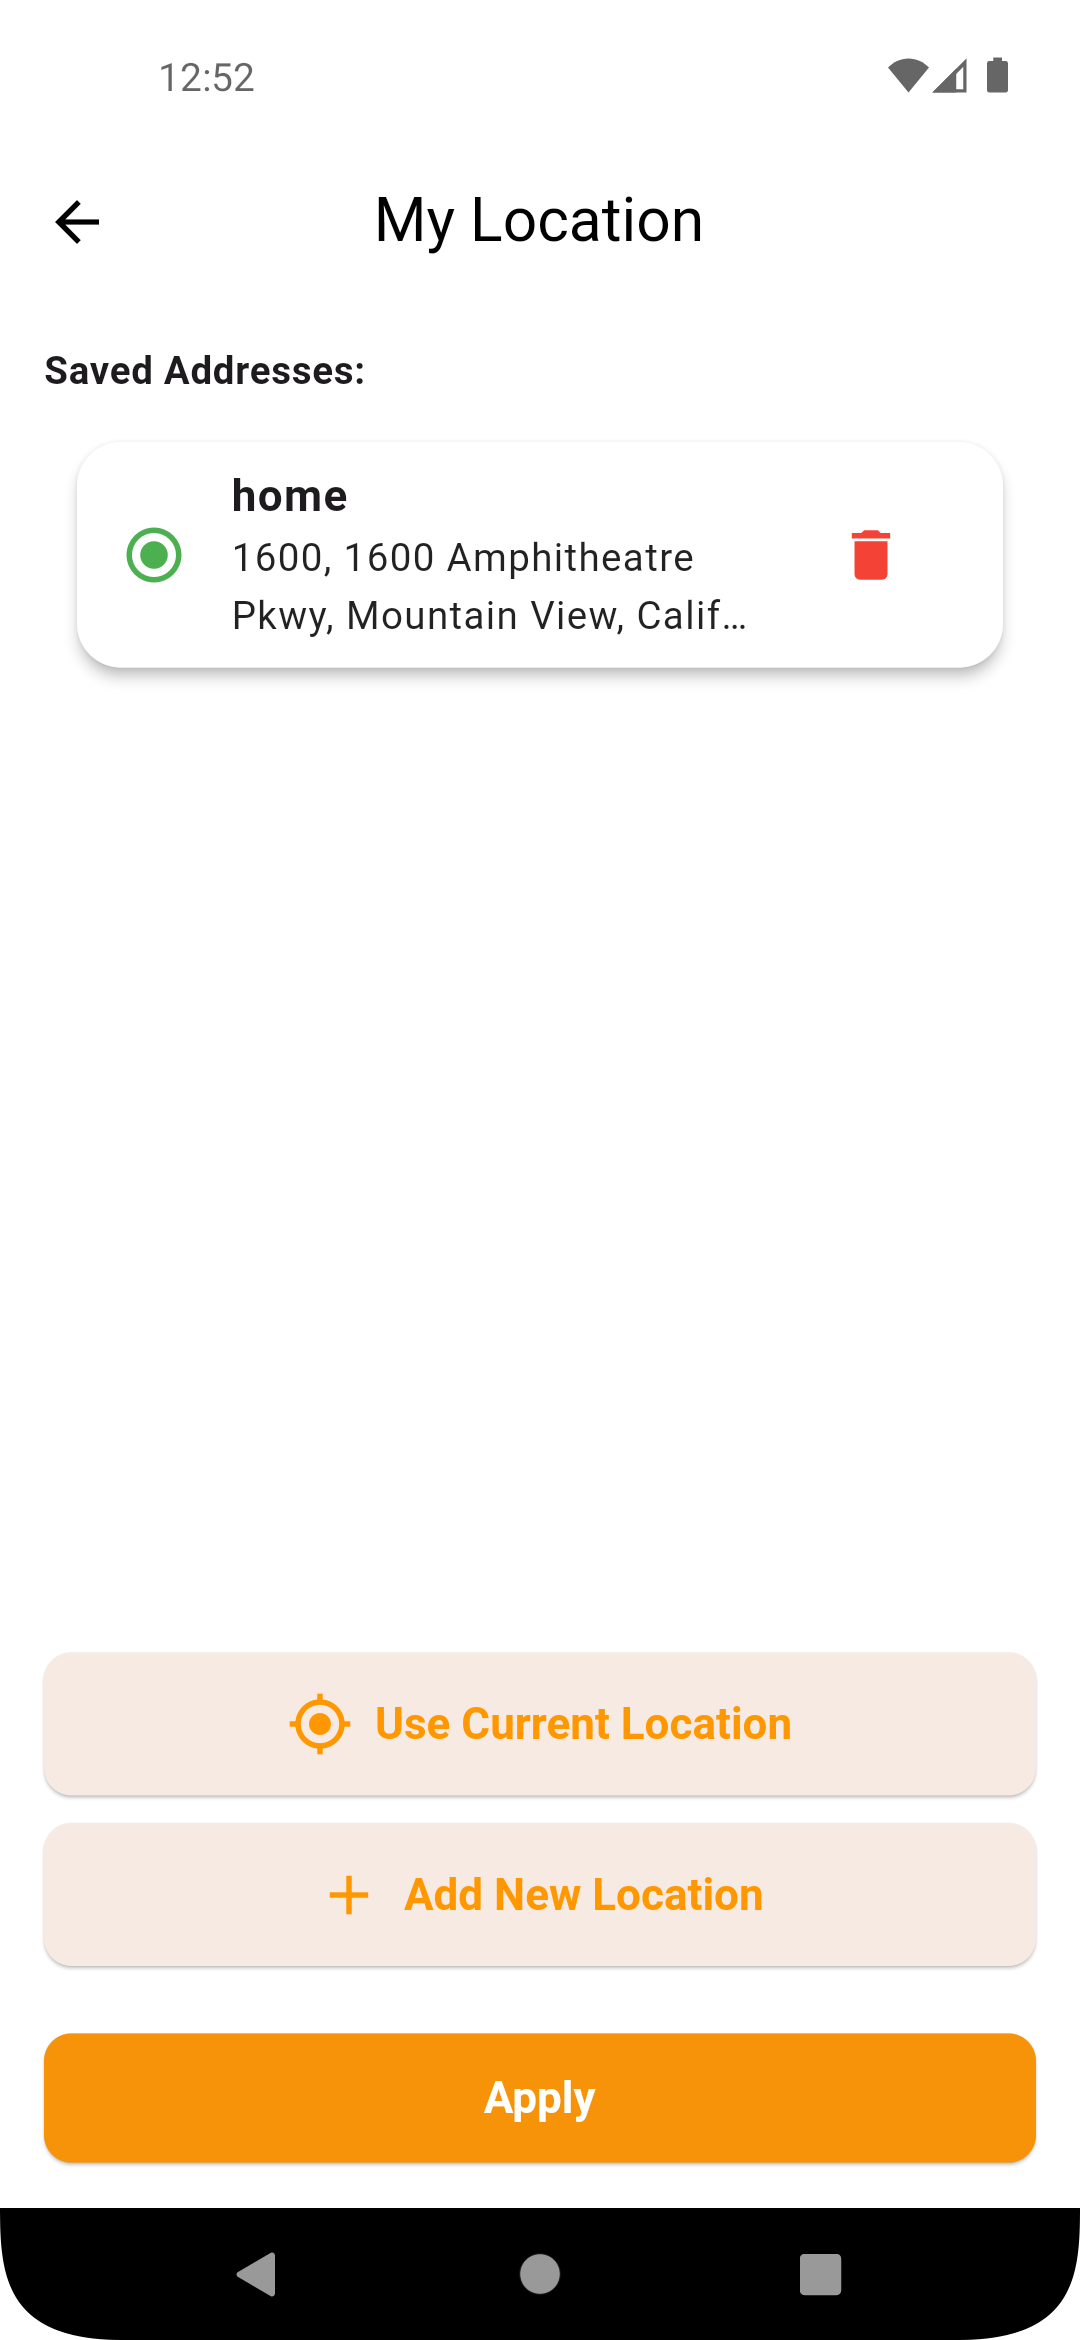 12:52
My Location
Saved Addresses:
home
1600, 1600 Amphitheatre
Pkwy, Mountain View, Calif...
Use Current Location
Add New Location
Apply